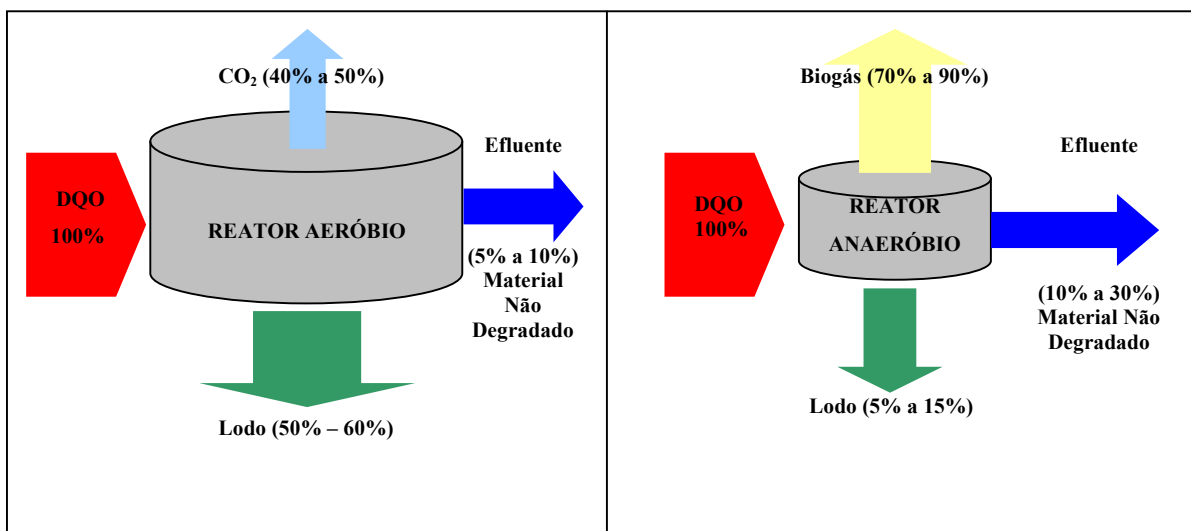 CO₂ (40% a 50%)
Efluente
DQO
100%
REATOR AERÓBIO
(5% a 10%)
Material
Não
Degradado
Lodo (50% – 60%)
Biogás (70% a 90%)
Efluente
DQO
100%
REATOR
ANAERÓBIO
(10% a 30%)
Material Não
Degradado
Lodo (5% a 15%)